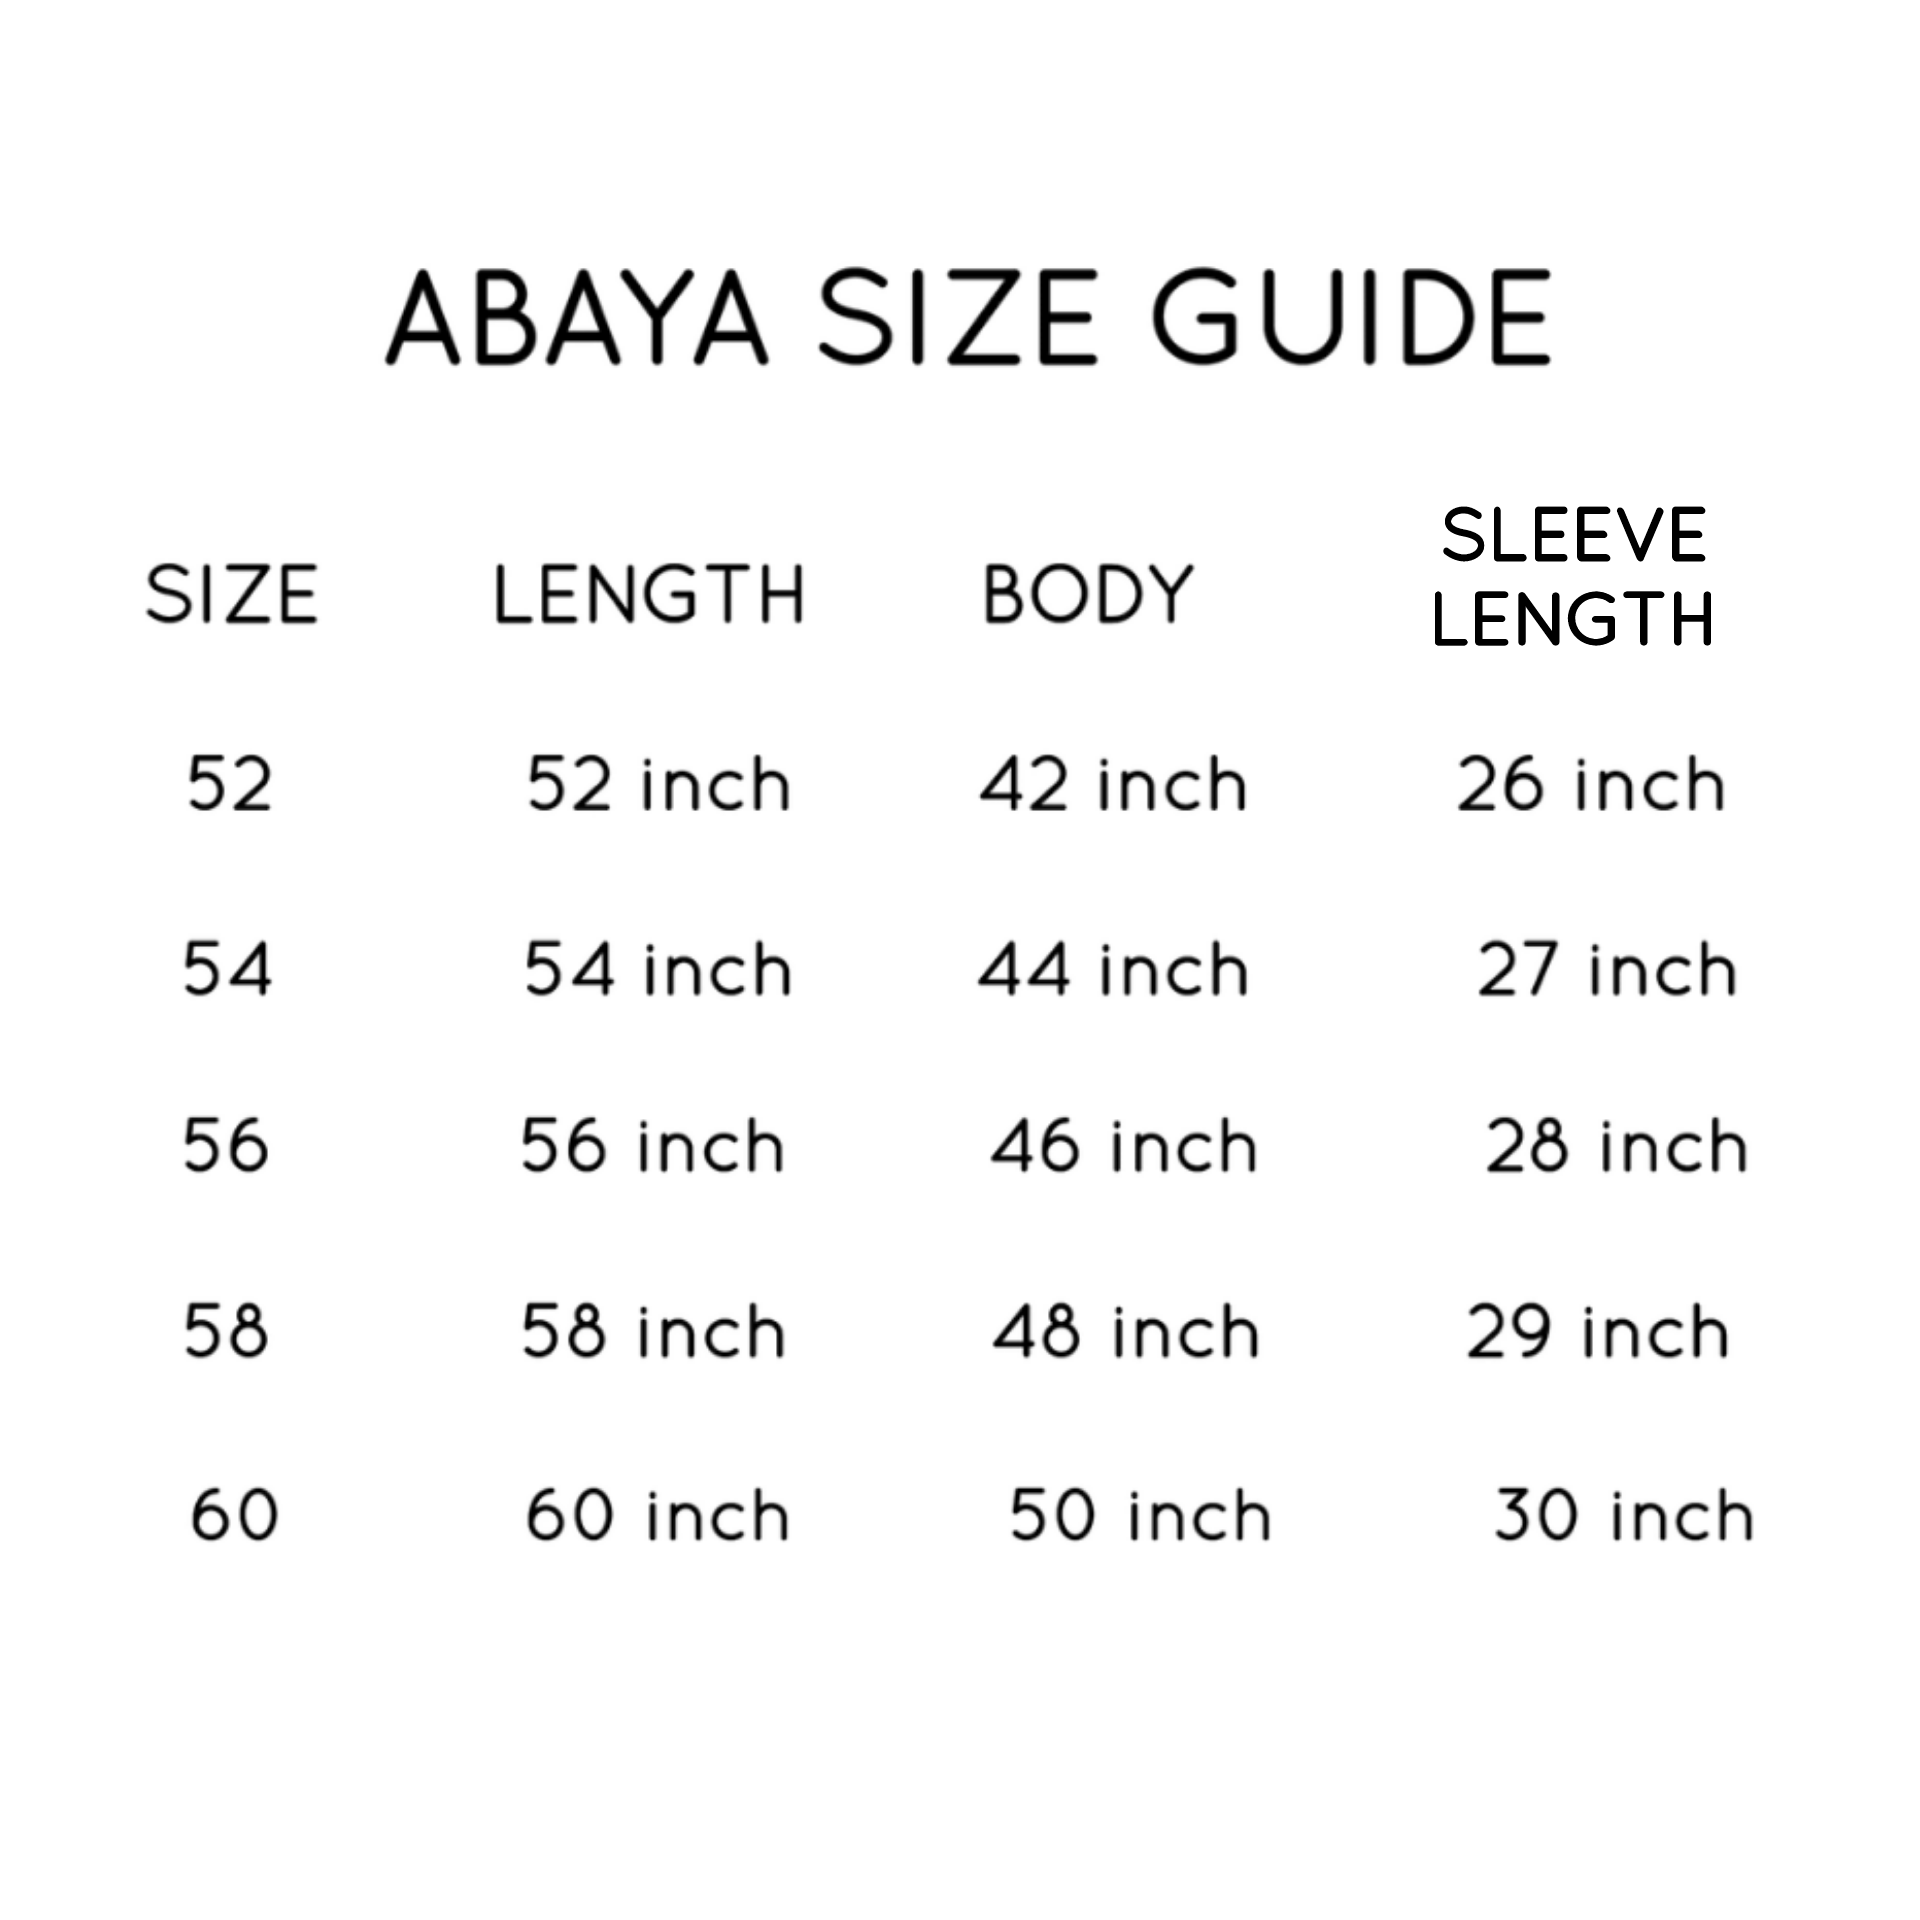 ABAYA SIZE GUIDE
SIZE LENGTH BODY SLEEVE LENGTH
52 52 inch 42 inch 26 inch
54 54 inch 44 inch 27 inch
56 56 inch 46 inch 28 inch
58 58 inch 48 inch 29 inch
60 60 inch 50 inch 30 inch